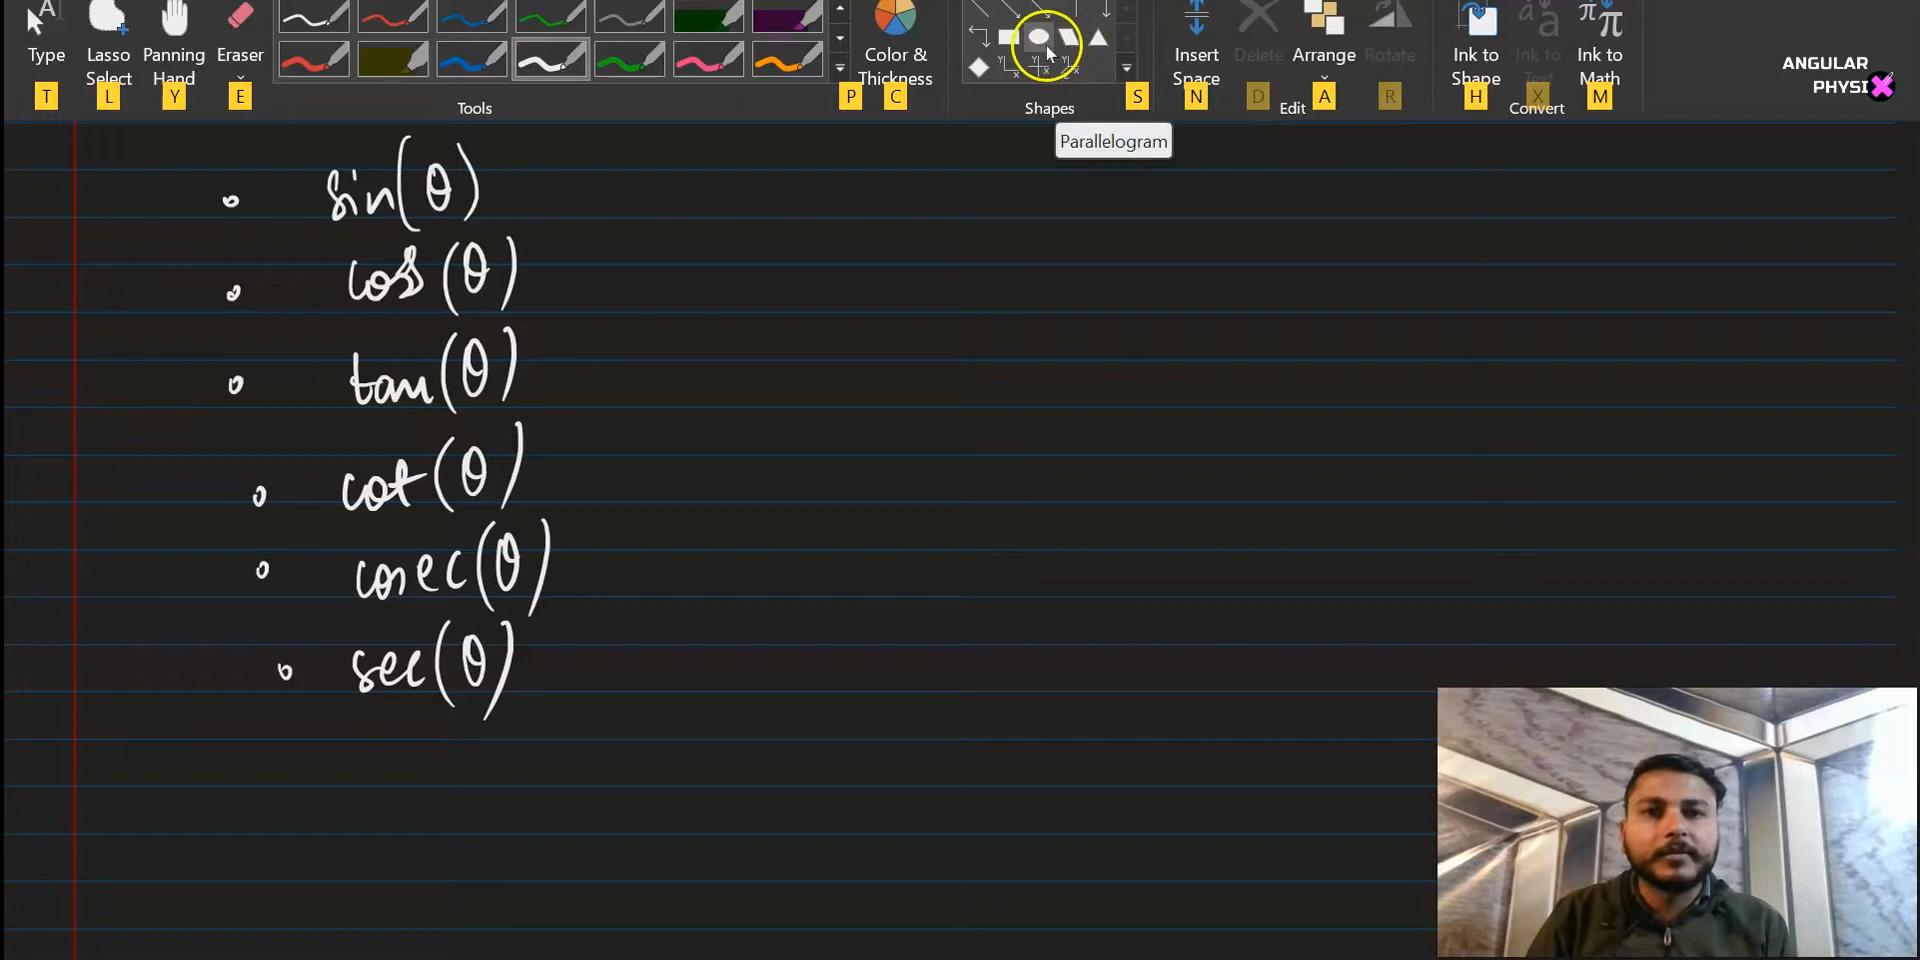 Type
Lasso Select
Panning Hand
Eraser
Color & Thickness
Insert Space
Delete
Arrange
Rotate
Ink to Shape
Ink to Text
Ink to Math
T L Y E P C S N D A R H X M
Tools
Shapes
Edit
Convert
ANGULAR
PHYSI
Parallelogram
sin(θ)
cos(θ)
tan(θ)
cot(θ)
cosec(θ)
sec(θ)